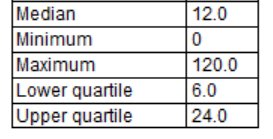 Median 12.0
Minimum 0
Maximum 120.0
Lower quartile 6.0
Upper quartile 24.0